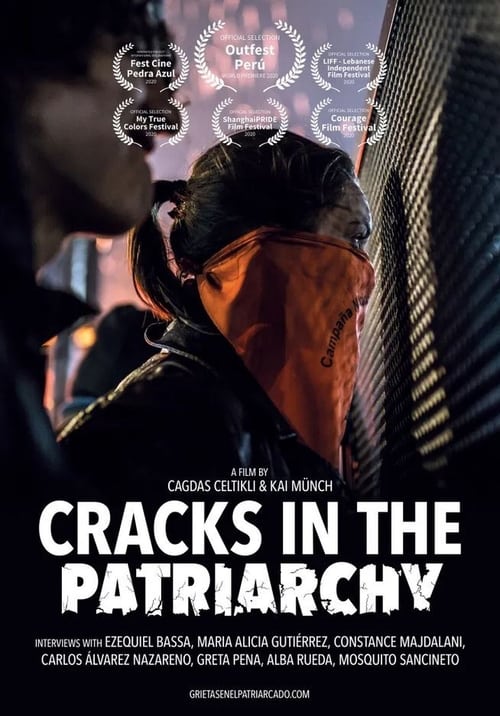 OFFICIAL SELECTION
Fest Cine
Pedra Azul
2020
OFFICIAL SELECTION
Outfest
Perú
WORLD PREMIERE 2020
OFFICIAL SELECTION
LIFF - Lebanese
Independent
Film Festival
2020
OFFICIAL SELECTION
My True
Colors Festival
2020
OFFICIAL SELECTION
ShanghaiPRIDE
Film Festival
2020
OFFICIAL SELECTION
Courage
Film Festival
2020
Campaña
A FILM BY
CAGDAS CELTIKLI & KAI MÜNCH
CRACKS IN THE
PATRIARCHY
INTERVIEWS WITH EZEQUIEL BASSA, MARIA ALICIA GUTIÉRREZ, CONSTANCE MAJDALANI,
CARLOS ÁLVAREZ NAZARENO, GRETA PENA, ALBA RUEDA, MOSQUITO SANCINETO
GRIETASENELPATRIARCADO.COM